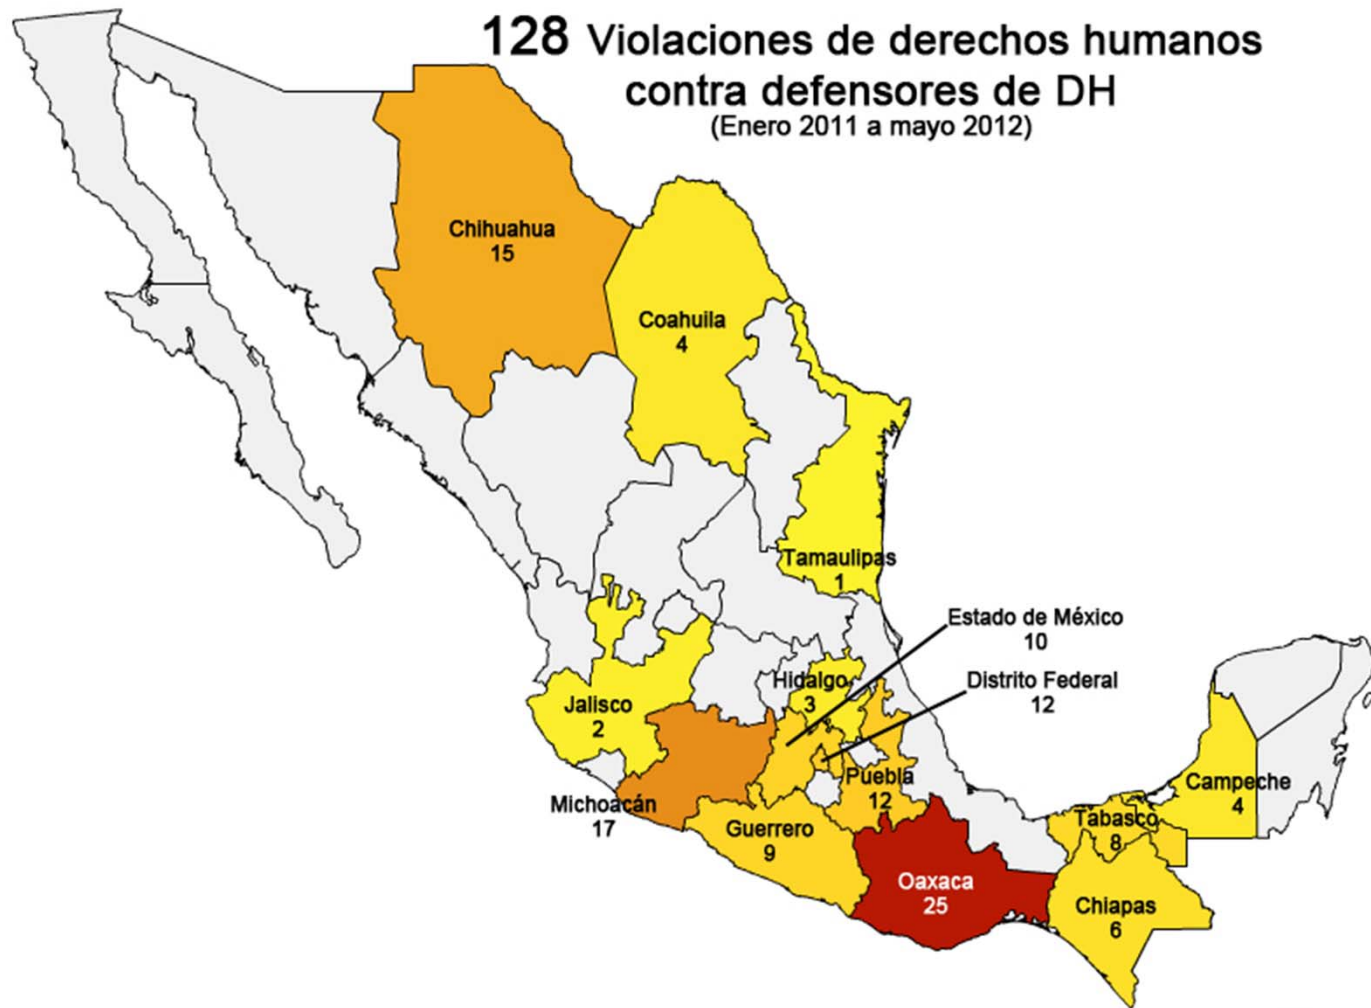 128 Violaciones de derechos humanos
contra defensores de DH
(Enero 2011 a mayo 2012)
Chihuahua
15
Coahuila
4
Tamaulipas
1
Estado de México
10
Distrito Federal
12
Hidalgo
3
Jalisco
2
Michoacán
17
Puebla
12
Guerrero
9
Oaxaca
25
Campeche
4
Tabasco
8
Chiapas
6